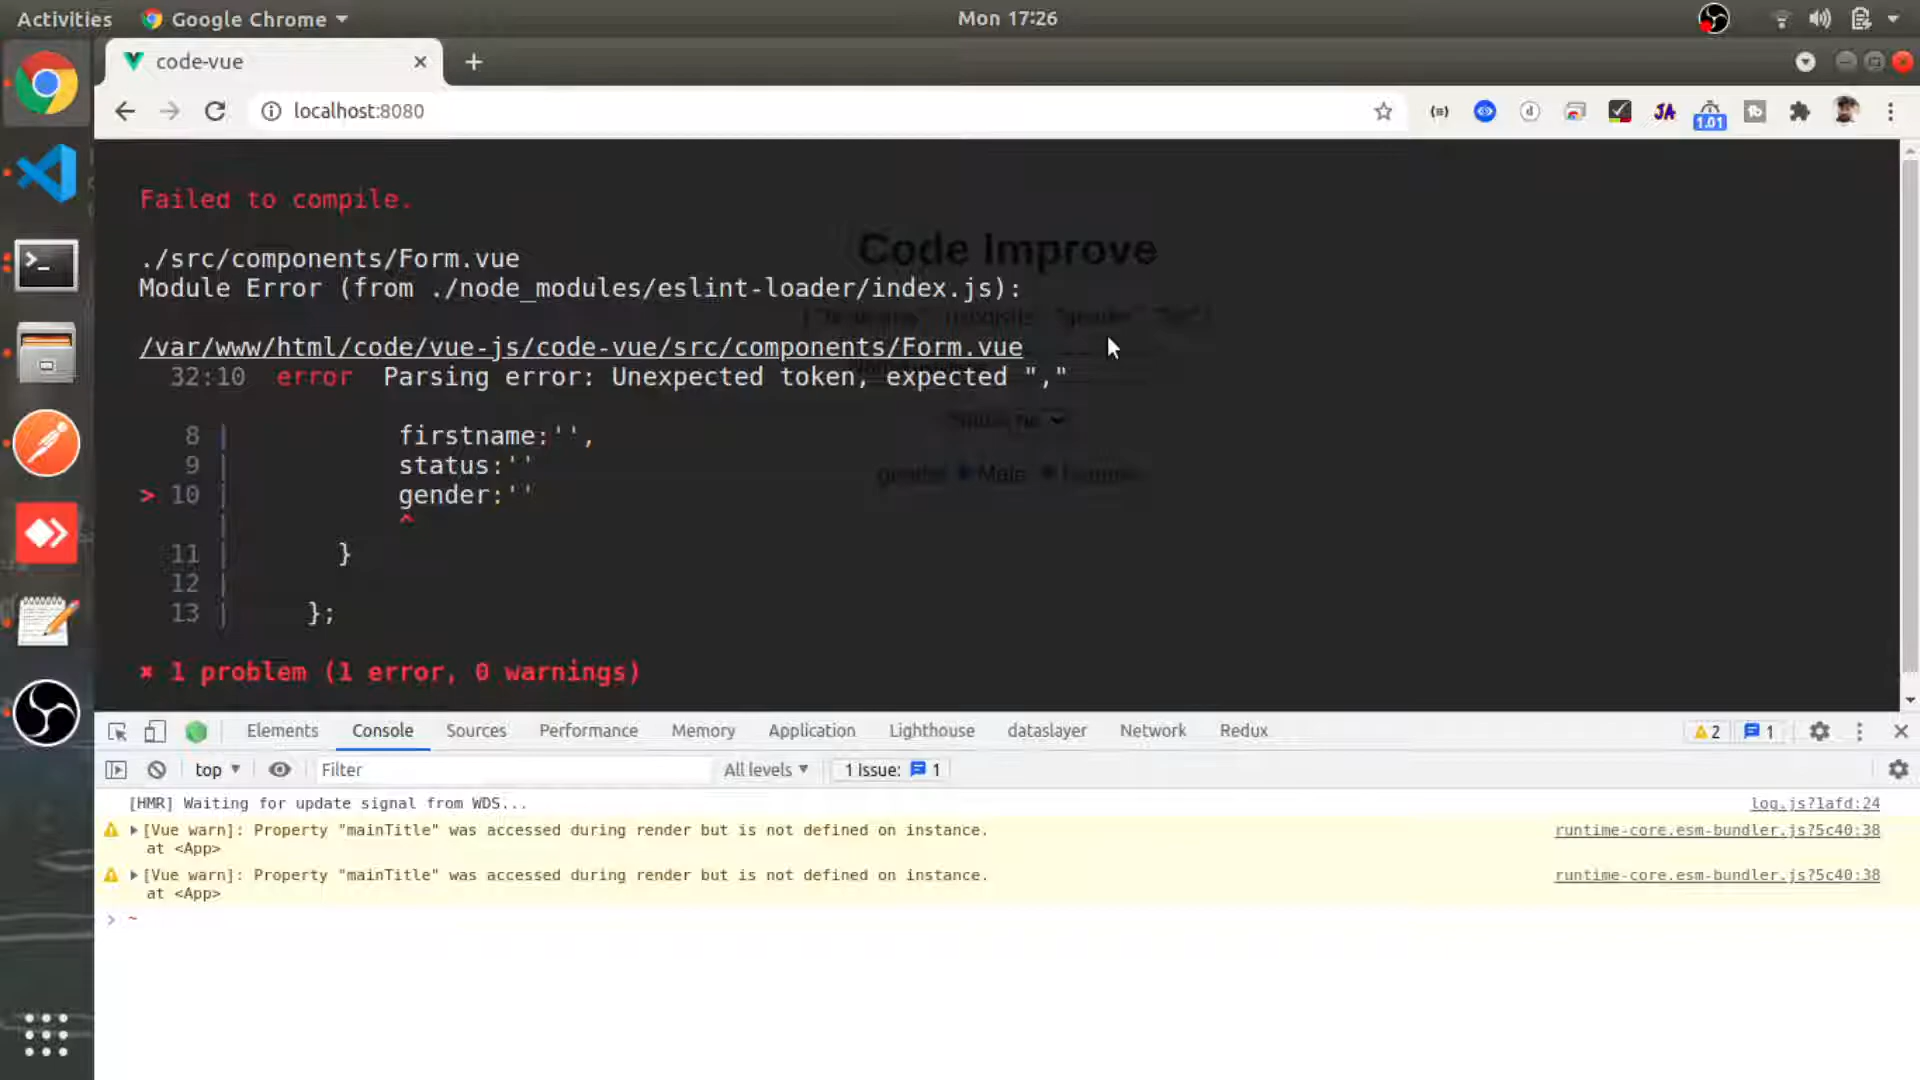 Activities
Google Chrome
Mon 17:26
code-vue
localhost:8080
1.01
Failed to compile.
Code Improve
./src/components/Form.vue
Module Error (from ./node_modules/eslint-loader/index.js):
/var/www/html/code/vue-js/code-vue/src/components/Form.vue
32:10 error Parsing error: Unexpected token, expected ","
8 | firstname:'',
9 | status:''
> 10 | gender:''
| ^
11 | }
12 |
13 | };
gender Male
✖ 1 problem (1 error, 0 warnings)
Elements Console Sources Performance Memory Application Lighthouse dataslayer Network Redux 2 1
top Filter All levels 1 Issue: 1
[HMR] Waiting for update signal from WDS... log.js?1afd:24
[Vue warn]: Property "mainTitle" was accessed during render but is not defined on instance. runtime-core.esm-bundler.js?5c40:38
at <App>
[Vue warn]: Property "mainTitle" was accessed during render but is not defined on instance. runtime-core.esm-bundler.js?5c40:38
at <App>
> ~